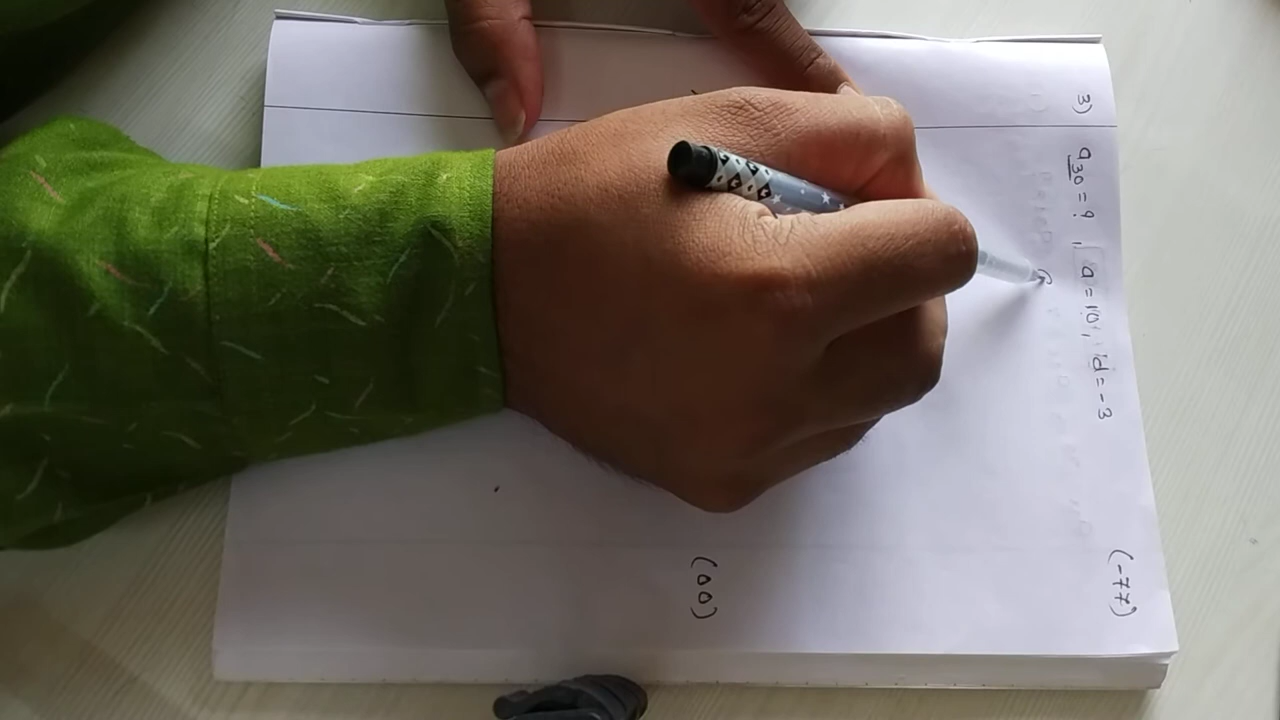 3) a30 = ? , a = 10, d = -3
(-77)
(00)